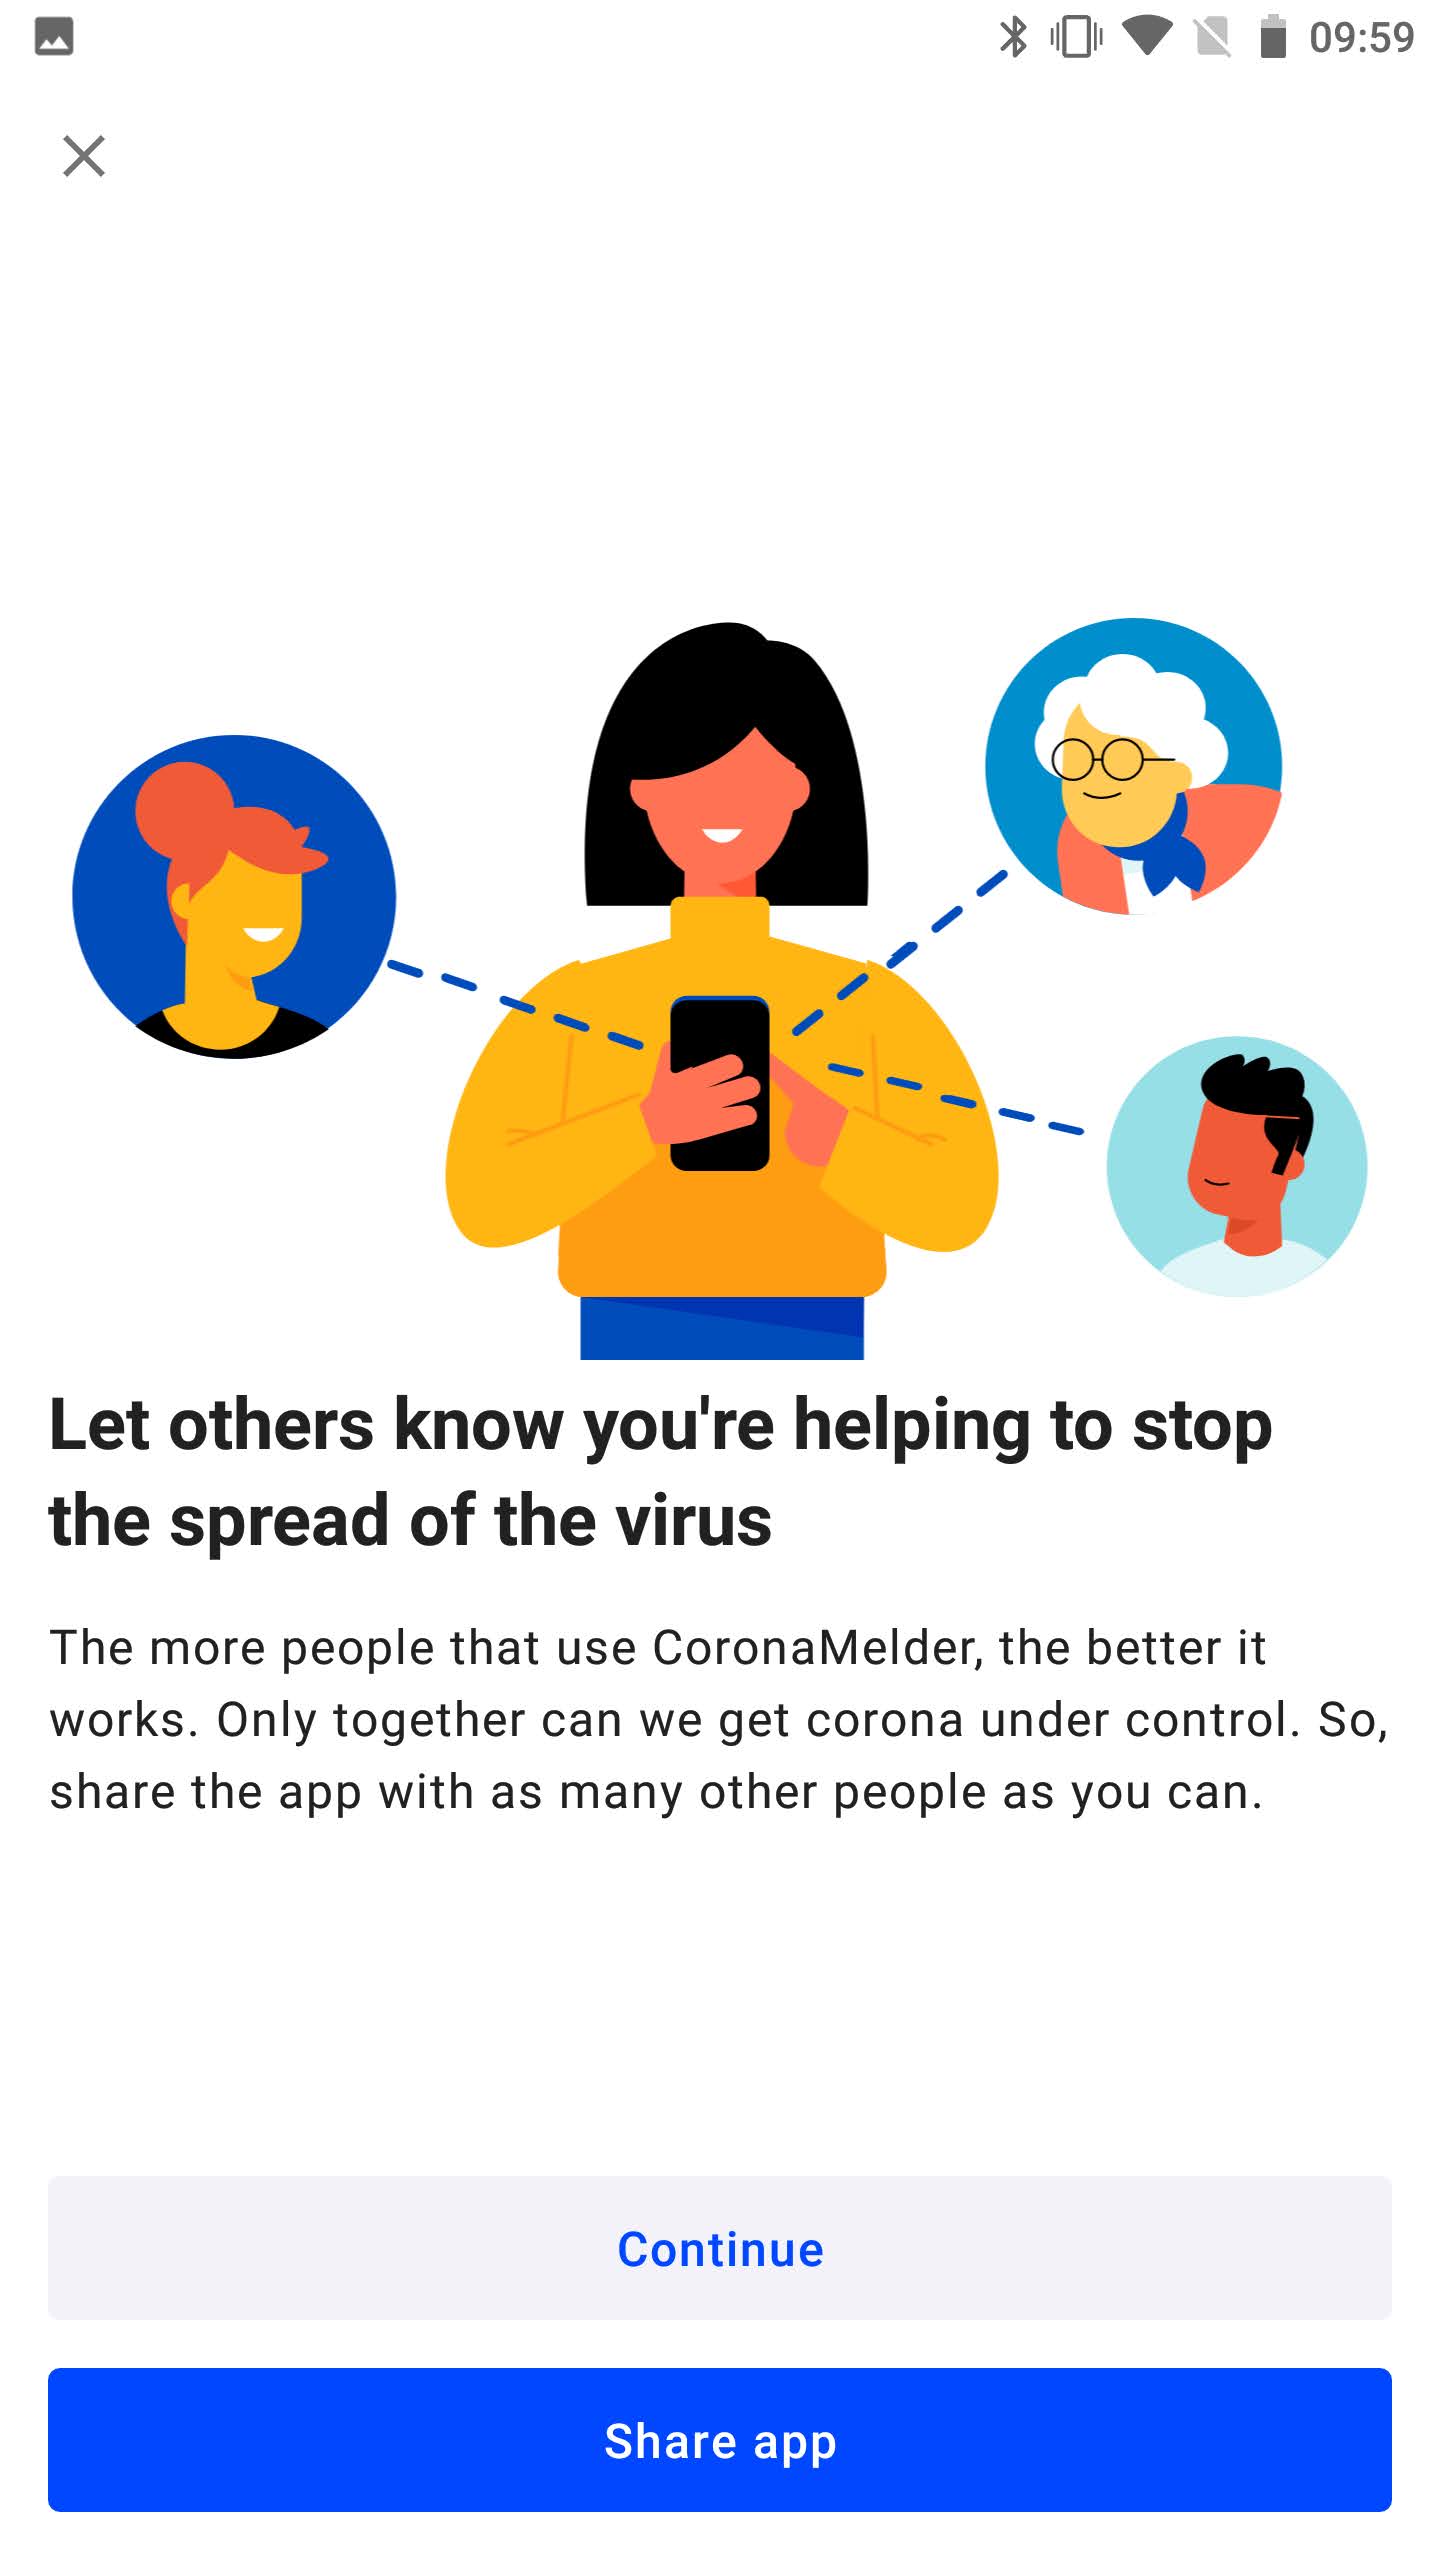 09:59
Let others know you're helping to stop
the spread of the virus
The more people that use CoronaMelder, the better it
works. Only together can we get corona under control. So,
share the app with as many other people as you can.
Continue
Share app